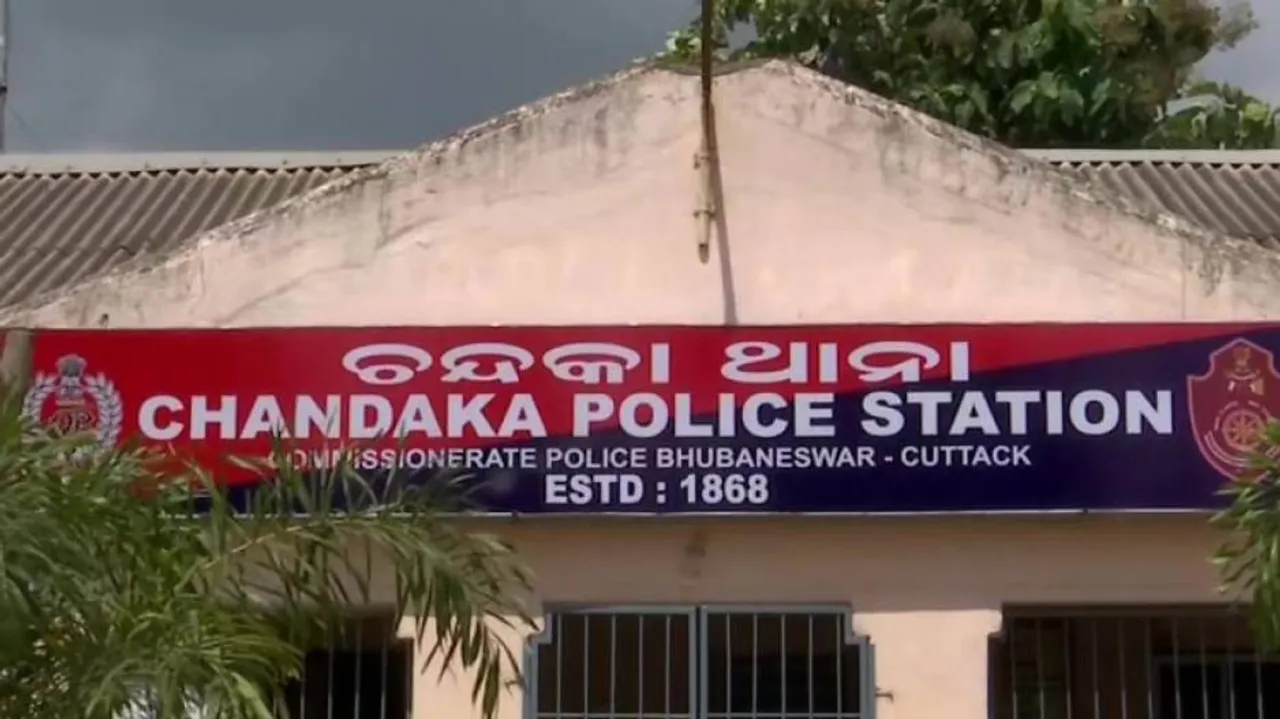 ଚନ୍ଦକା ଥାନା
CHANDAKA POLICE STATION
COMMISSIONERATE POLICE BHUBANESWAR - CUTTACK
ESTD : 1868